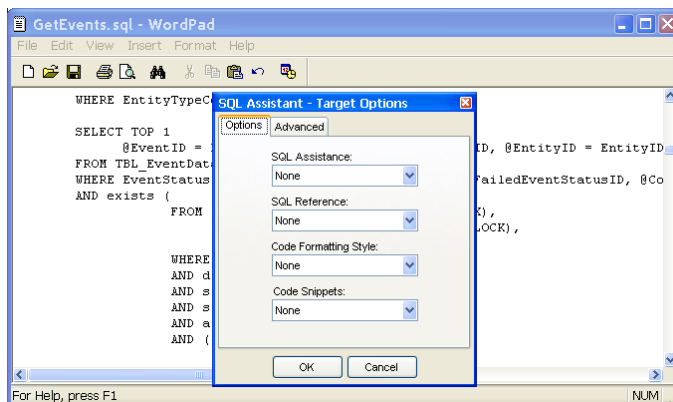 GetEvents.sql - WordPad
File Edit View Insert Format Help
WHERE EntityTypeC
SQL Assistant - Target Options
Options Advanced
SELECT TOP 1
@EventID = ID, @EntityID = EntityID
FROM TBL_EventData
WHERE EventStatus FailedEventStatusID, @Co
AND exists (
FROM K),
LOCK),
WHERE
AND d
AND s
AND s
AND a
AND (
SQL Assistance:
None
SQL Reference:
None
Code Formatting Style:
None
Code Snippets:
None
OK Cancel
For Help, press F1 NUM